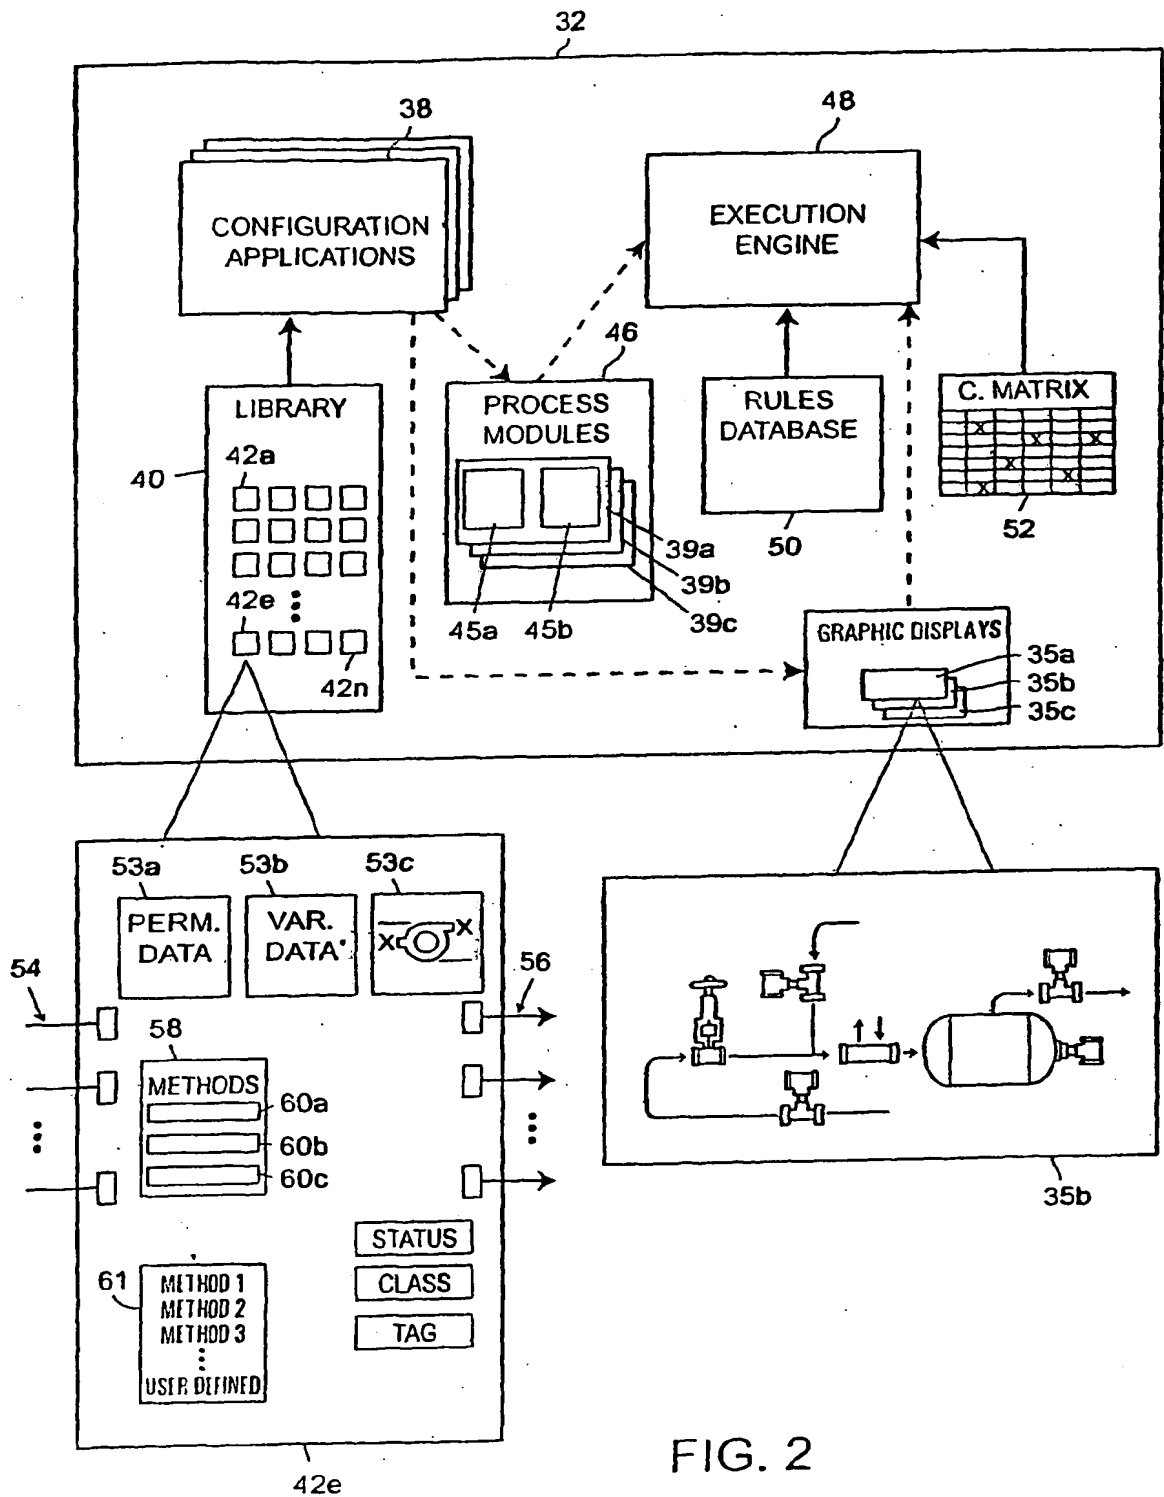 32
38
48
CONFIGURATION
APPLICATIONS
EXECUTION
ENGINE
46
LIBRARY
PROCESS
MODULES
RULES
DATABASE
C. MATRIX
X
X X
X
X
X
40
42a
39a
39b
39c
50
52
42e
45a 45b
42n
GRAPHIC DISPLAYS
35a
35b
35c
53a 53b 53c
PERM.
DATA
VAR.
DATA
X X
54
56
58
METHODS
60a
60b
60c
35b
STATUS
CLASS
TAG
61
METHOD 1
METHOD 2
METHOD 3
USER DEFINED
42e
FIG. 2